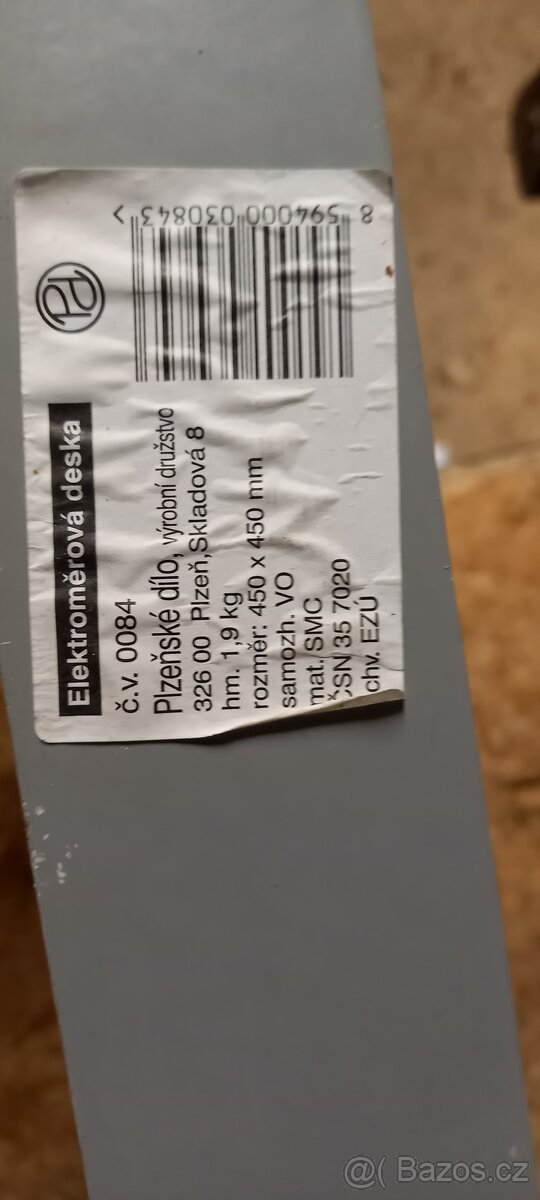 Elektroměrová deska
Č.v. 0084
Plzeňské dílo, výrobní družstvo
326 00 Plzeň,Skladová 8
hm. 1,9 kg
rozměr: 450 x 450 mm
samozh. VO
mat. SMC
ČSN 35 7020
schv. EZÚ
8 594000 030843 >
@( Bazos.cz